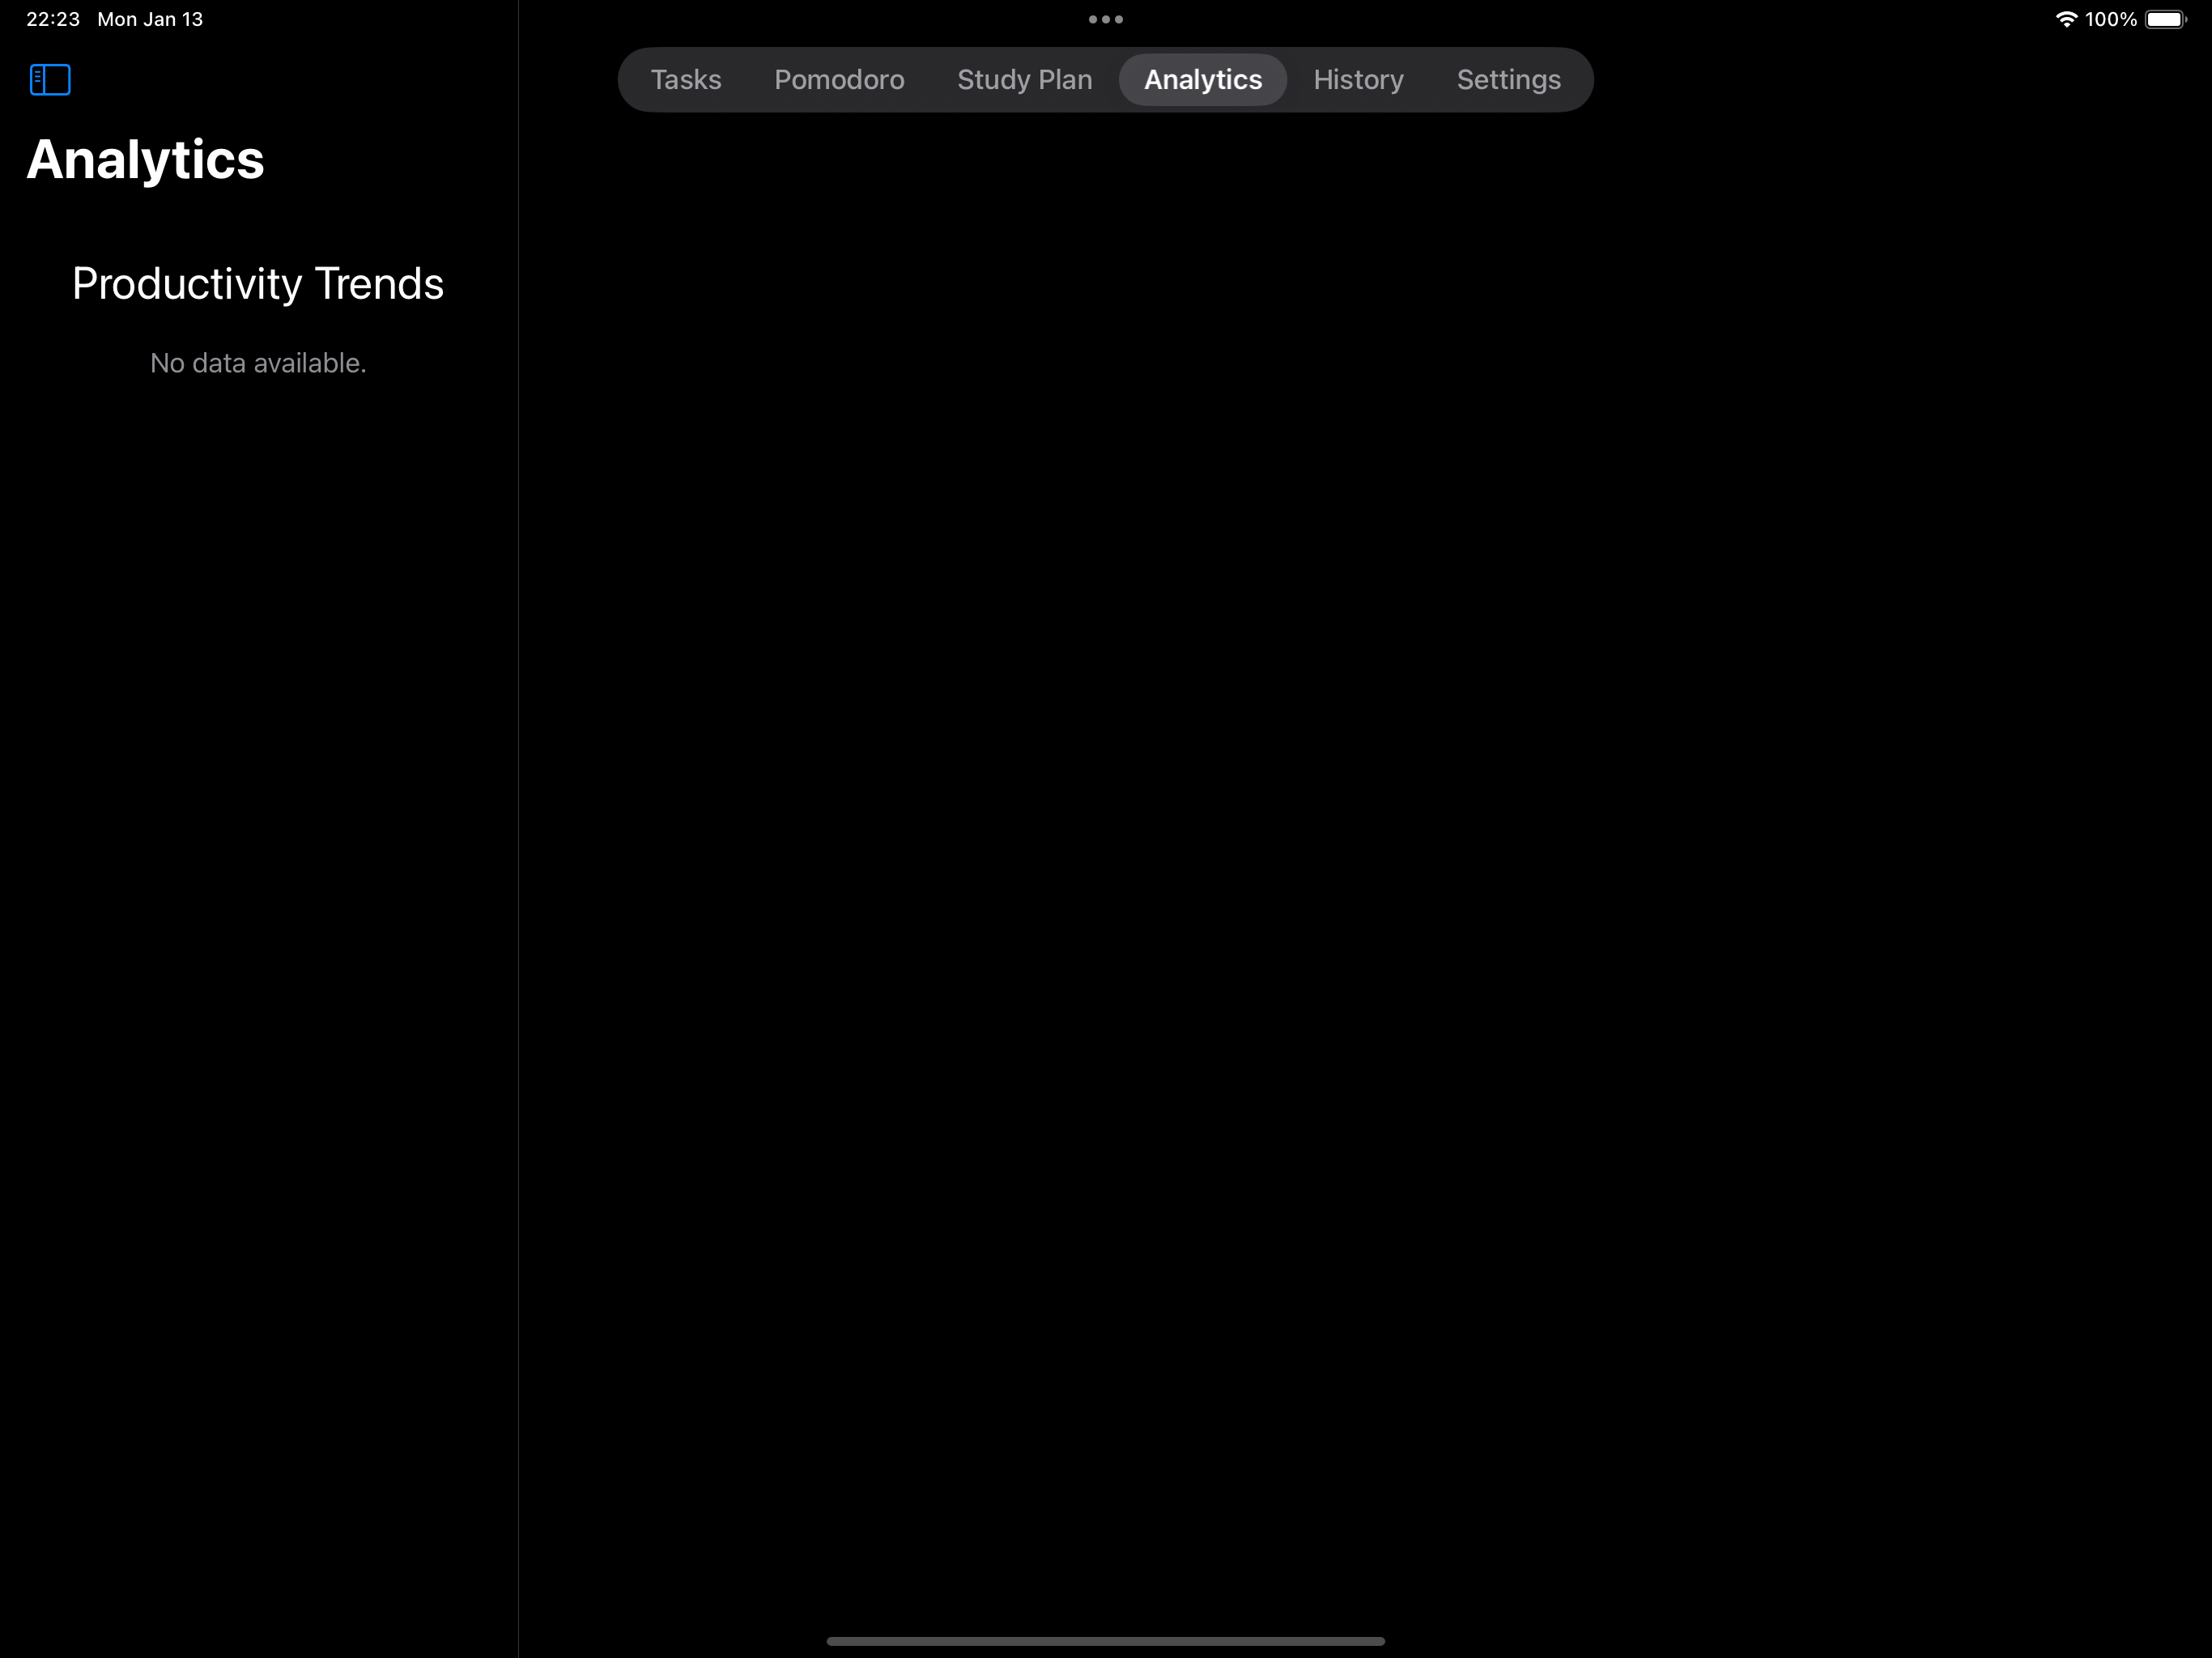 22:23 Mon Jan 13
100%
Tasks Pomodoro Study Plan Analytics History Settings
Analytics
Productivity Trends
No data available.